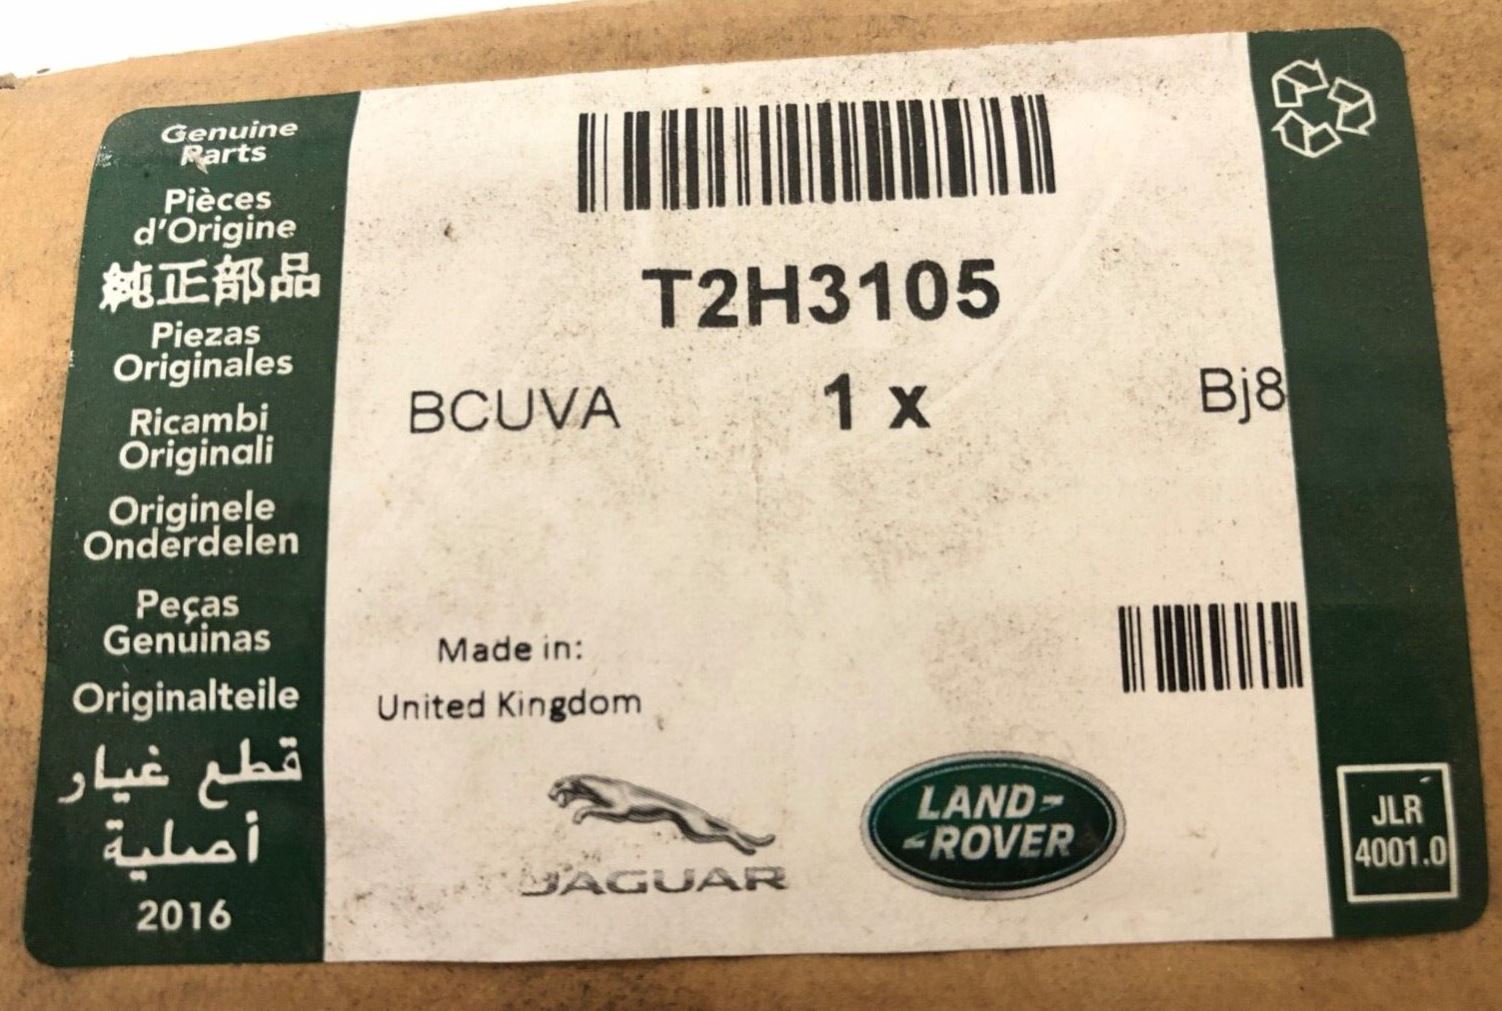 Genuine
Parts
Pièces
d'Origine
純正部品
Piezas
Originales
Ricambi
Originali
Originele
Onderdelen
Peças
Genuinas
Originalteile
قطع غيار
أصلية
2016
T2H3105
BCUVA 1 x Bj8
Made in:
United Kingdom
JAGUAR
LAND-
-ROVER
JLR
4001.0